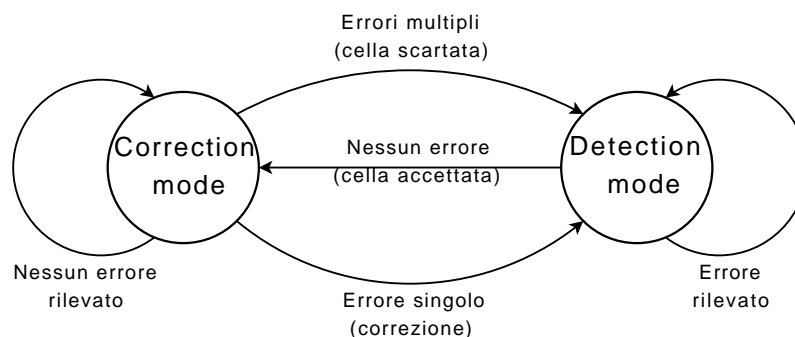 Errori multipli
(cella scartata)
Correction
mode
Nessun errore
(cella accettata)
Detection
mode
Nessun errore
rilevato
Errore singolo
(correzione)
Errore
rilevato